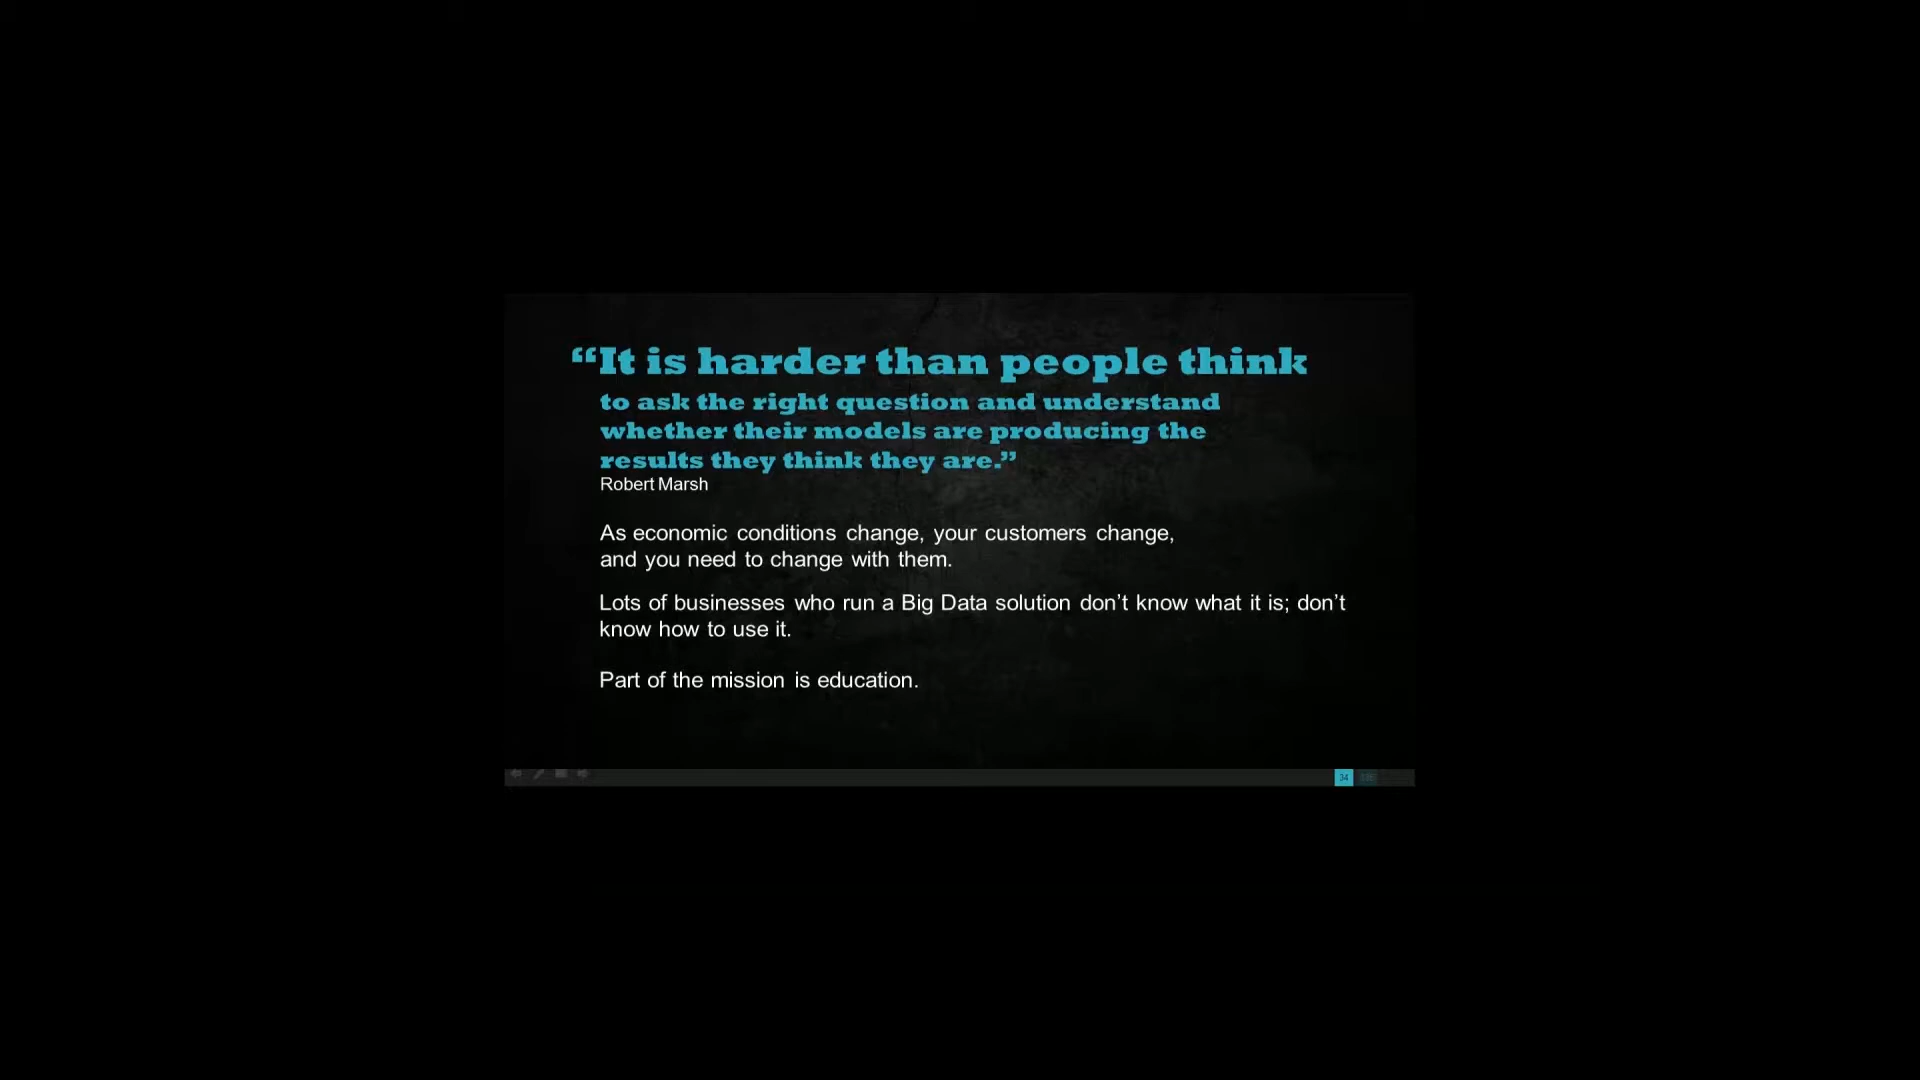 “It is harder than people think
to ask the right question and understand
whether their models are producing the
results they think they are.”
Robert Marsh
As economic conditions change, your customers change,
and you need to change with them.
Lots of businesses who run a Big Data solution don’t know what it is; don’t
know how to use it.
Part of the mission is education.
34